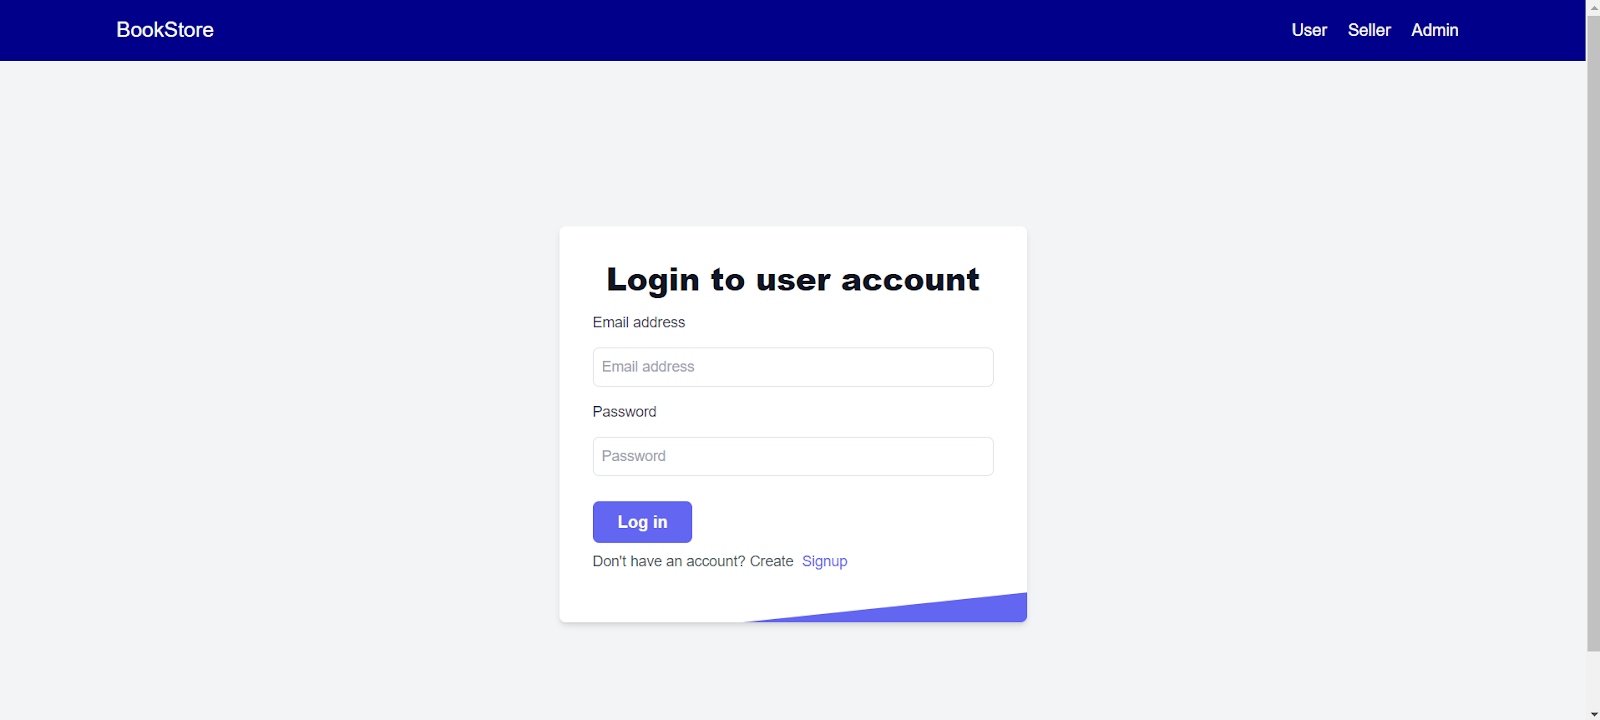 BookStore
User Seller Admin
Login to user account
Email address
Email address
Password
Password
Log in
Don't have an account? Create Signup